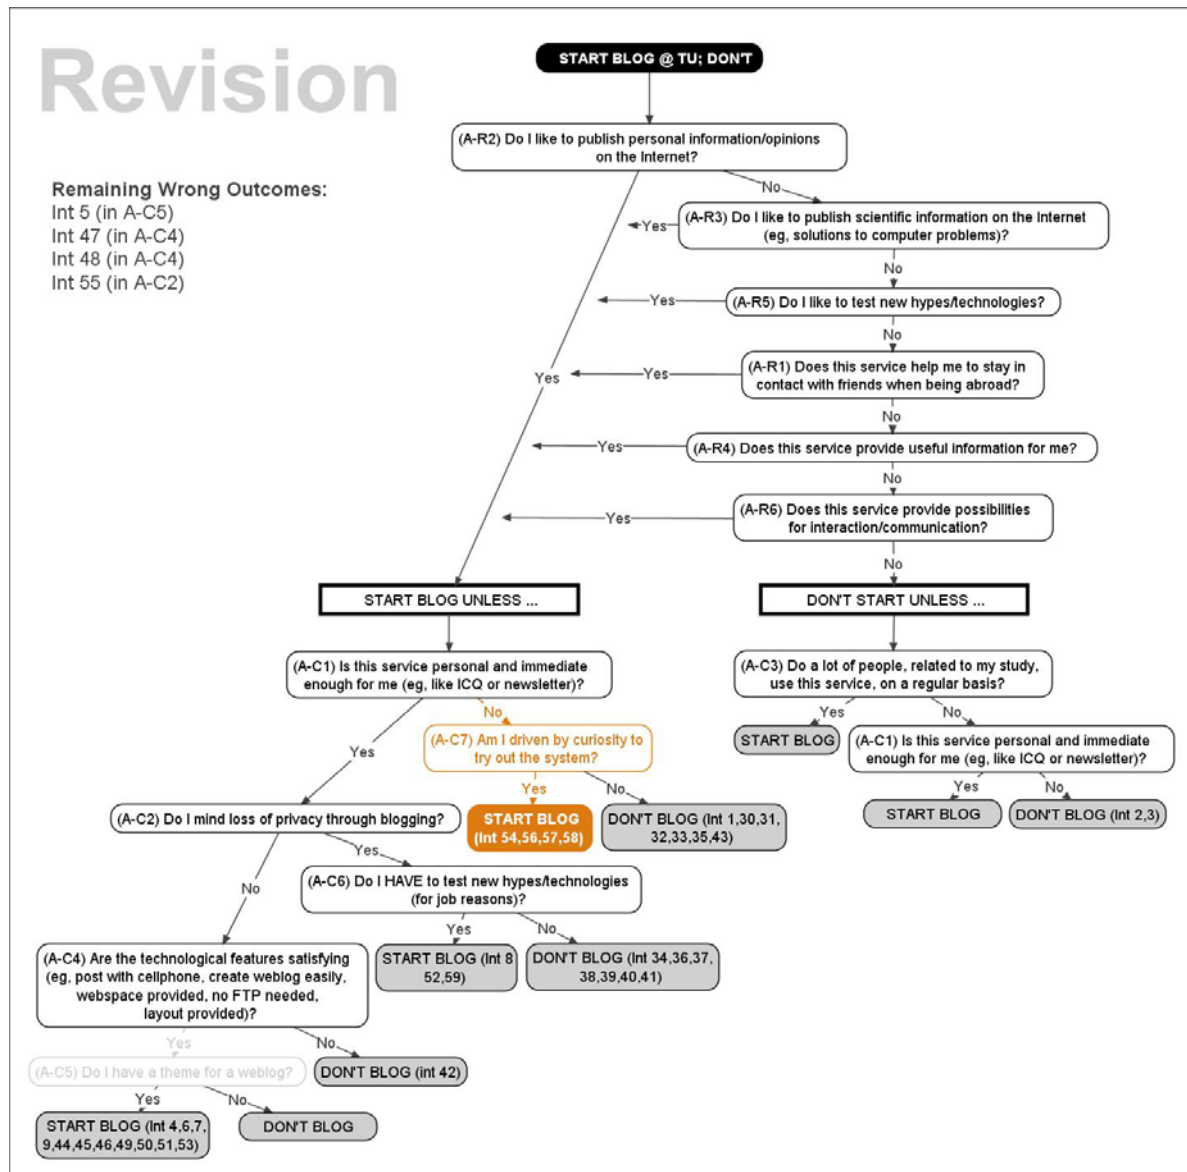 Revision
START BLOG @ TU; DON'T
(A-R2) Do I like to publish personal information/opinions
on the Internet?
Remaining Wrong Outcomes:
Int 5 (in A-C5)
Int 47 (in A-C4)
Int 48 (in A-C4)
Int 55 (in A-C2)
No
(A-R3) Do I like to publish scientific information on the Internet
(eg, solutions to computer problems)?
Yes
No
(A-R5) Do I like to test new hypes/technologies?
Yes
No
(A-R1) Does this service help me to stay in
contact with friends when being abroad?
Yes
Yes
No
(A-R4) Does this service provide useful information for me?
Yes
No
(A-R6) Does this service provide possibilities
for interaction/communication?
Yes
No
START BLOG UNLESS ...
DON'T START UNLESS ...
(A-C1) Is this service personal and immediate
enough for me (eg, like ICQ or newsletter)?
(A-C3) Do a lot of people, related to my study,
use this service, on a regular basis?
No
Yes
Yes
No
(A-C7) Am I driven by curiosity to
try out the system?
START BLOG
(A-C1) Is this service personal and immediate
enough for me (eg, like ICQ or newsletter)?
Yes
No
Yes
No
(A-C2) Do I mind loss of privacy through blogging?
START BLOG
(Int 54,56,57,58)
DON'T BLOG (Int 1,30,31,
32,33,35,43)
START BLOG
DON'T BLOG (Int 2,3)
Yes
No
(A-C6) Do I HAVE to test new hypes/technologies
(for job reasons)?
Yes
No
(A-C4) Are the technological features satisfying
(eg, post with cellphone, create weblog easily,
webspace provided, no FTP needed,
layout provided)?
START BLOG (Int 8
52,59)
DON'T BLOG (Int 34,36,37,
38,39,40,41)
Yes
No
(A-C5) Do I have a theme for a weblog?
DON'T BLOG (int 42)
Yes
No
START BLOG (Int 4,6,7,
9,44,45,46,49,50,51,53)
DON'T BLOG